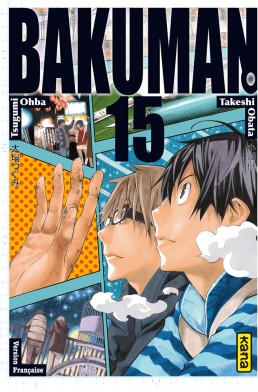 BAKUMAN.
15
Tsugumi Ohba
Takeshi Obata
大場つぐみ
Version Française
KANA